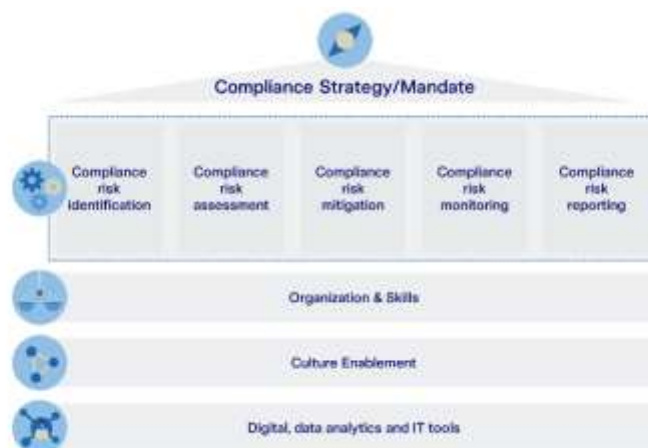 Compliance Strategy/Mandate
Compliance
risk
identification
Compliance
risk
assessment
Compliance
risk
mitigation
Compliance
risk
monitoring
Compliance
risk
reporting
Organization & Skills
Culture Enablement
Digital, data analytics and IT tools